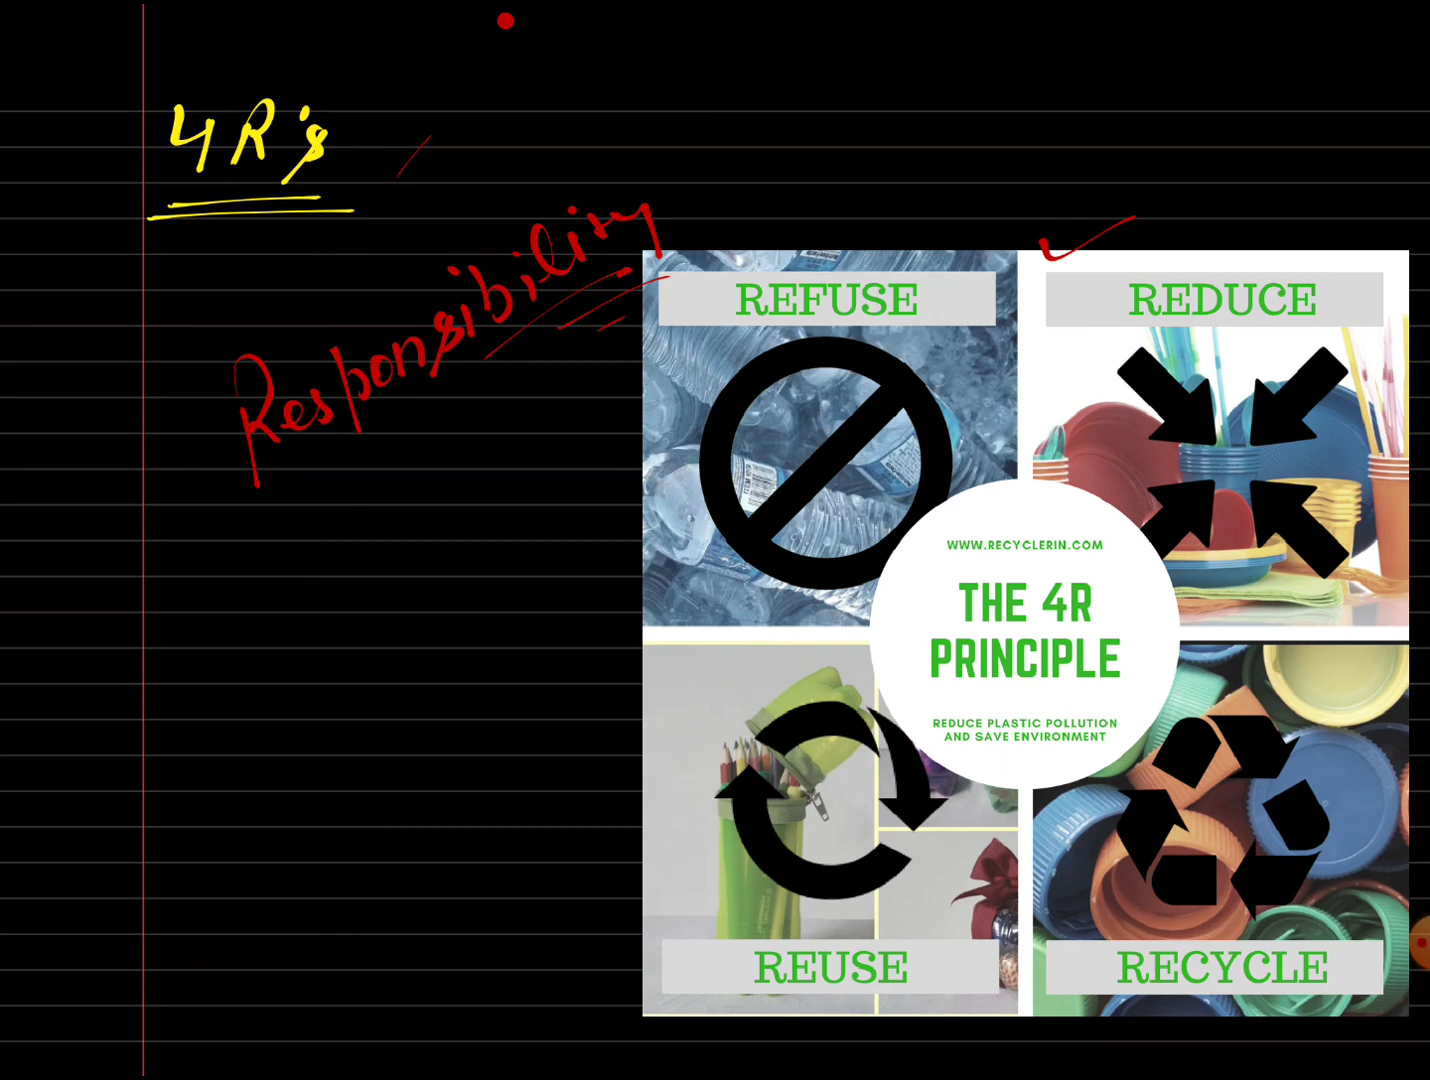 4R's
Responsibility
REFUSE
REDUCE
WWW.RECYCLERIN.COM
THE 4R
PRINCIPLE
REDUCE PLASTIC POLLUTION
AND SAVE ENVIRONMENT
REUSE
RECYCLE